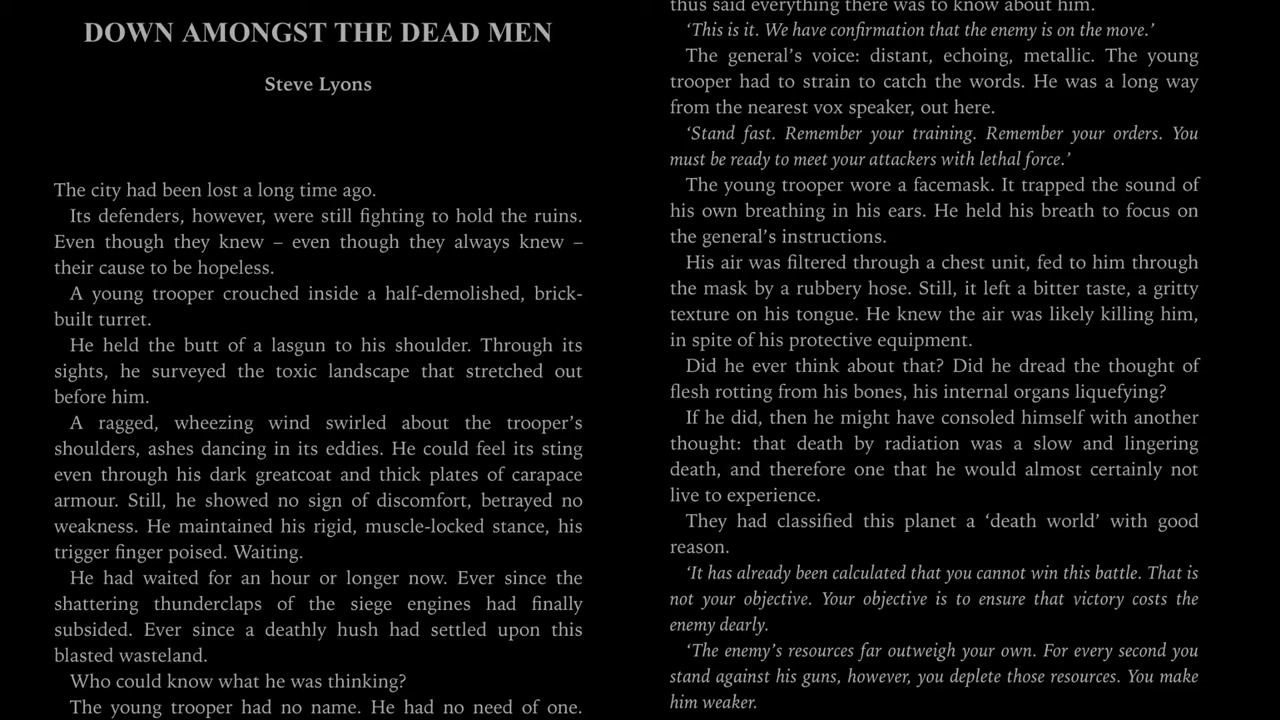 DOWN AMONGST THE DEAD MEN
Steve Lyons
The city had been lost a long time ago.
Its defenders, however, were still fighting to hold the ruins.
Even though they knew – even though they always knew –
their cause to be hopeless.
A young trooper crouched inside a half-demolished, brick-
built turret.
He held the butt of a lasgun to his shoulder. Through its
sights, he surveyed the toxic landscape that stretched out
before him.
A ragged, wheezing wind swirled about the trooper’s
shoulders, ashes dancing in its eddies. He could feel its sting
even through his dark greatcoat and thick plates of carapace
armour. Still, he showed no sign of discomfort, betrayed no
weakness. He maintained his rigid, muscle-locked stance, his
trigger finger poised. Waiting.
He had waited for an hour or longer now. Ever since the
shattering thunderclaps of the siege engines had finally
subsided. Ever since a deathly hush had settled upon this
blasted wasteland.
Who could know what he was thinking?
The young trooper had no name. He had no need of one.
thus said everything there was to know about him.
‘This is it. We have confirmation that the enemy is on the move.’
The general’s voice: distant, echoing, metallic. The young
trooper had to strain to catch the words. He was a long way
from the nearest vox speaker, out here.
‘Stand fast. Remember your training. Remember your orders. You
must be ready to meet your attackers with lethal force.’
The young trooper wore a facemask. It trapped the sound of
his own breathing in his ears. He held his breath to focus on
the general’s instructions.
His air was filtered through a chest unit, fed to him through
the mask by a rubbery hose. Still, it left a bitter taste, a gritty
texture on his tongue. He knew the air was likely killing him,
in spite of his protective equipment.
Did he ever think about that? Did he dread the thought of
flesh rotting from his bones, his internal organs liquefying?
If he did, then he might have consoled himself with another
thought: that death by radiation was a slow and lingering
death, and therefore one that he would almost certainly not
live to experience.
They had classified this planet a ‘death world’ with good
reason.
‘It has already been calculated that you cannot win this battle. That is
not your objective. Your objective is to ensure that victory costs the
enemy dearly.
‘The enemy’s resources far outweigh your own. For every second you
stand against his guns, however, you deplete those resources. You make
him weaker.